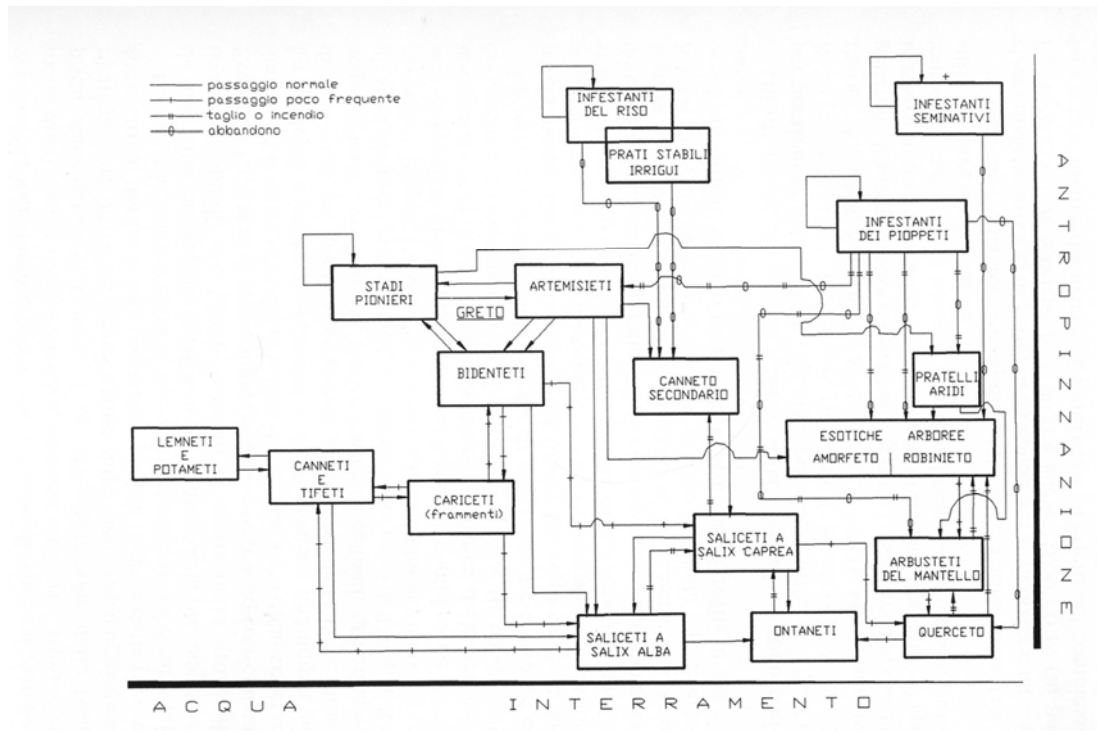 passaggio normale
passaggio poco frequente
taglio o incendio
abbandono
INFESTANTI
DEL RISO
PRATI STABILI
IRRIGUI
INFESTANTI
SEMINATIVI
INFESTANTI
DEI PIOPPETI
STADI
PIONIERI
GRETO
ARTEMISIETI
BIDENTETI
CANNETO
SECONDARIO
PRATELLI
ARIDI
ESOTICHE ARBOREE
AMORFETO | ROBINIETO
LEMNETI
E
POTAMETI
CANNETI
E
TIFETI
CARICETI
(frammenti)
SALICETI A
SALIX CAPREA
ARBUSTETI
DEL MANTELLO
SALICETI A
SALIX ALBA
ONTANETI
QUERCETO
ANTROPIZZAZIONE
ACQUA INTERRAMENTO